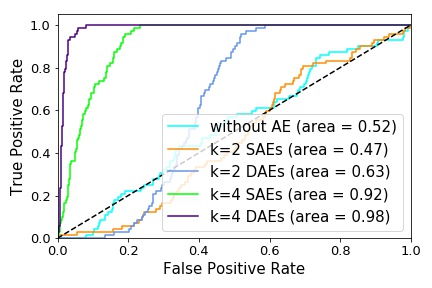 1.0
0.8
0.6
0.4
0.2
0.0
True Positive Rate
without AE (area = 0.52)
k=2 SAEs (area = 0.47)
k=2 DAEs (area = 0.63)
k=4 SAEs (area = 0.92)
k=4 DAEs (area = 0.98)
0.0 0.2 0.4 0.6 0.8 1.0
False Positive Rate